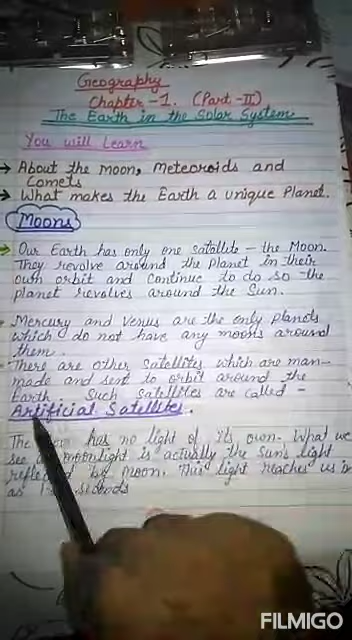 Geography
Chapter-1. (Part-II)
The Earth in the Solar System
You will Learn
→ About the Moon, Meteoroids and
Comets
→ What makes the Earth a unique Planet.
Moons
→ Our Earth has only one satellite - the Moon.
They revolve around the planet in their
own orbit and continue to do so the
planet revolves around the Sun.
Mercury and Venus are the only planets
which do not have any moons around
them.
There are other satellites which are man-
made and sent to orbit around the
Earth. Such satellites are called -
Artificial Satellites.
The has no light of its own. What we
see moonlight is actually the Sun's light
by Moon. This light reaches us in
seconds
FILMIGO